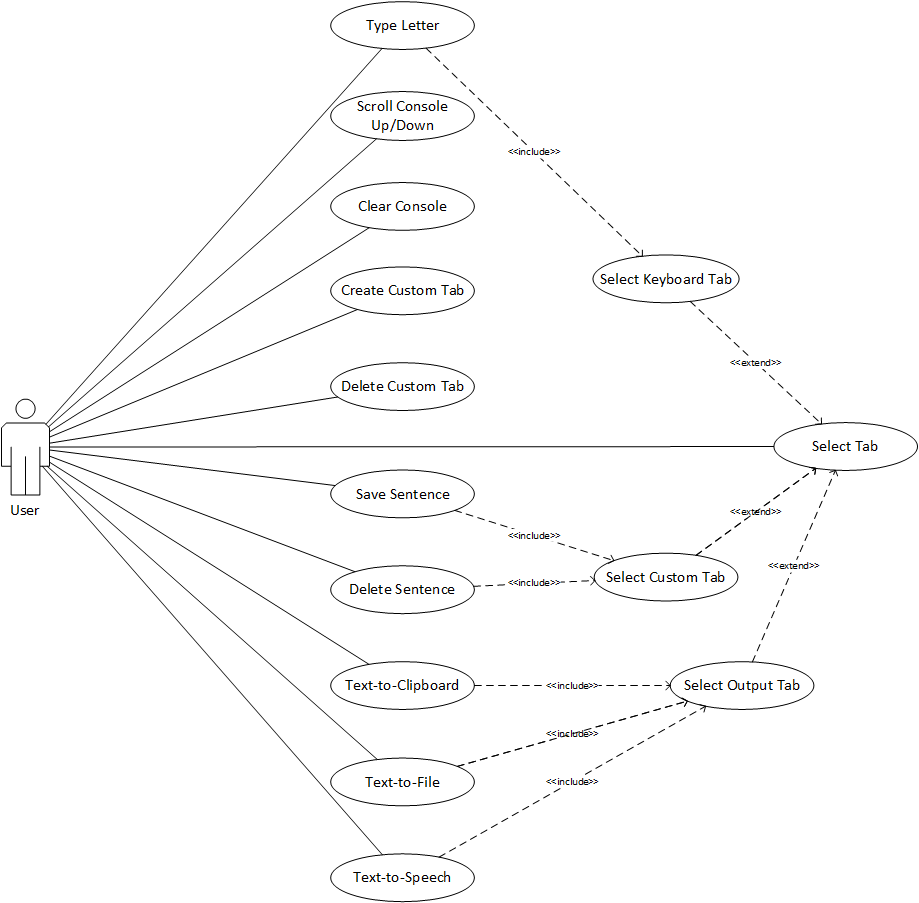 Type Letter
Scroll Console
Up/Down
<<include>>
Clear Console
Select Keyboard Tab
Create Custom Tab
<<extend>>
Delete Custom Tab
Select Tab
Save Sentence
User
<<extend>>
<<include>>
Select Custom Tab
<<extend>>
<<include>>
Delete Sentence
Text-to-Clipboard
<<include>>
Select Output Tab
<<include>>
Text-to-File
<<include>>
Text-to-Speech